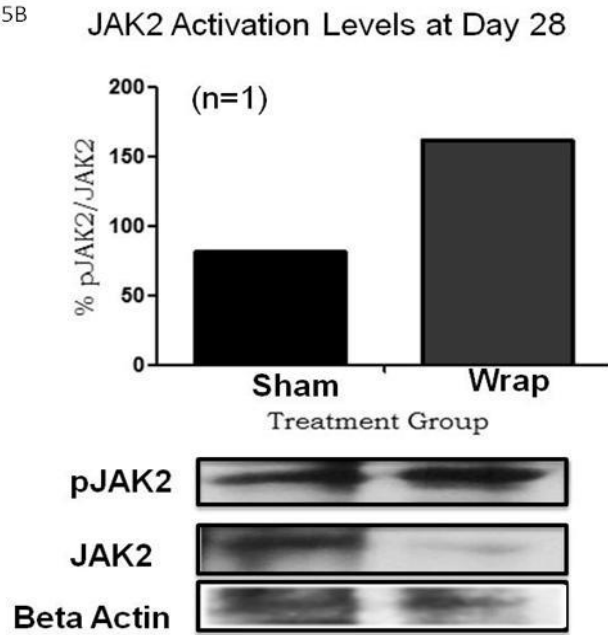 5B
JAK2 Activation Levels at Day 28
(n=1)
% pJAK2/JAK2
200
150
100
50
0
Sham Wrap
Treatment Group
pJAK2
JAK2
Beta Actin